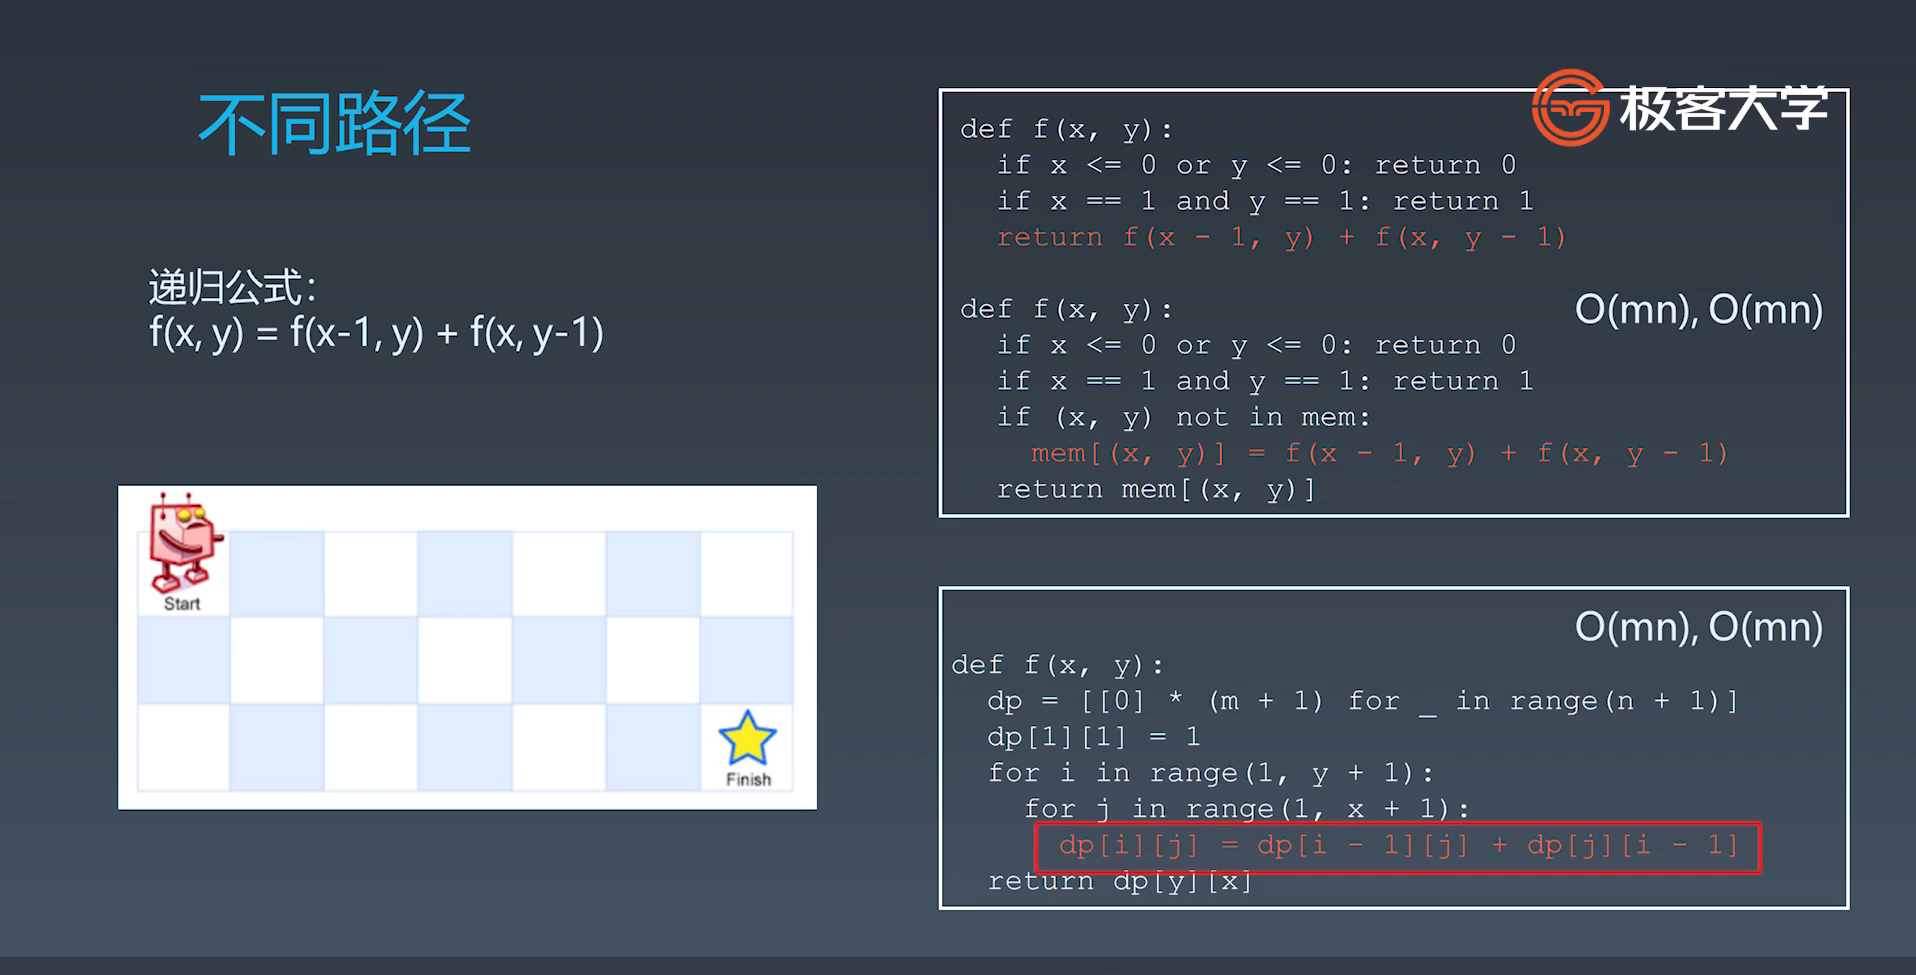 不同路径
递归公式：
f(x, y) = f(x-1, y) + f(x, y-1)
Start
Finish
极客大学
def f(x, y):
  if x <= 0 or y <= 0: return 0
  if x == 1 and y == 1: return 1
  return f(x - 1, y) + f(x, y - 1)
O(mn), O(mn)
def f(x, y):
  if x <= 0 or y <= 0: return 0
  if x == 1 and y == 1: return 1
  if (x, y) not in mem:
    mem[(x, y)] = f(x - 1, y) + f(x, y - 1)
  return mem[(x, y)]
O(mn), O(mn)
def f(x, y):
  dp = [[0] * (m + 1) for _ in range(n + 1)]
  dp[1][1] = 1
  for i in range(1, y + 1):
    for j in range(1, x + 1):
      dp[i][j] = dp[i - 1][j] + dp[j][i - 1]
  return dp[y][x]